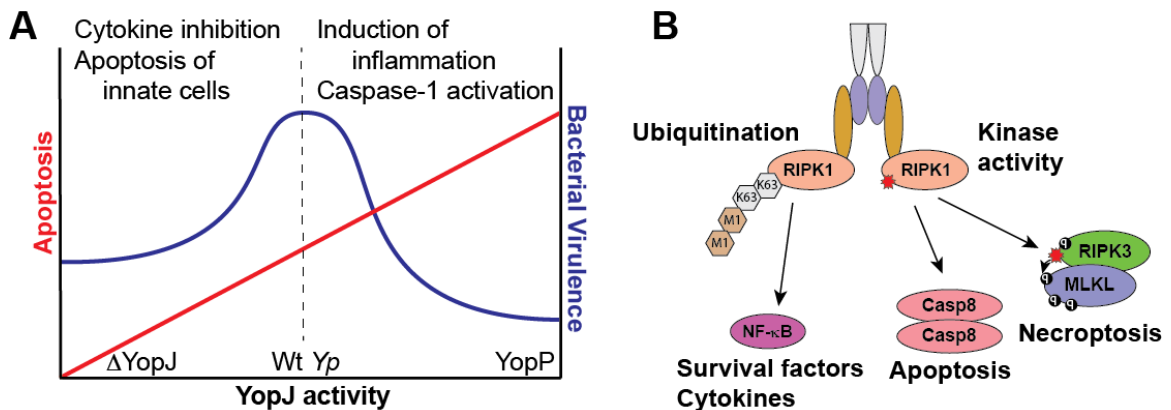 A
Cytokine inhibition
Apoptosis of
innate cells
Induction of
inflammation
Caspase-1 activation
Apoptosis
Bacterial Virulence
ΔYopJ
Wt Yp
YopP
YopJ activity
B
Ubiquitination
Kinase
activity
RIPK1
RIPK1
K63
K63
M1
M1
p
RIPK3
p
MLKL
p
p
Necroptosis
NF-κB
Casp8
Casp8
Survival factors
Cytokines
Apoptosis